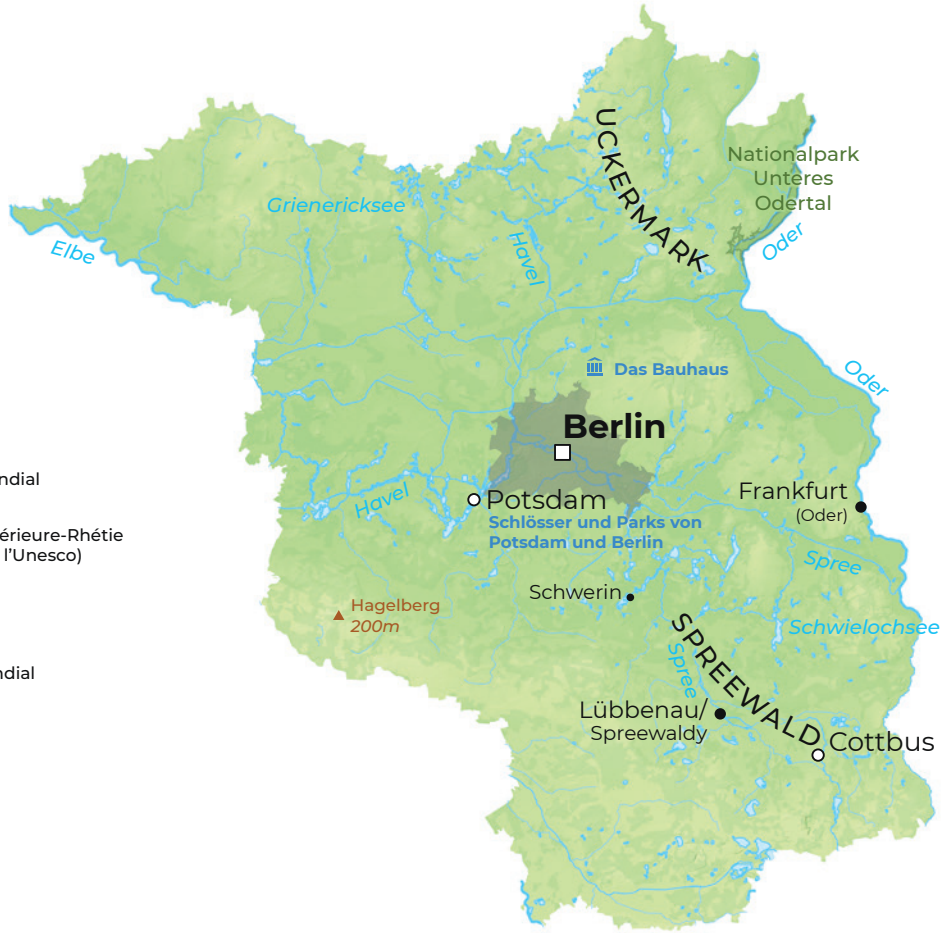 UCKERMARK
Nationalpark
Unteres
Odertal
Grienericksee
Elbe
Havel
Oder
Das Bauhaus
Oder
Berlin
ndial
Havel
Potsdam
Frankfurt
(Oder)
Schlösser und Parks von
Potsdam und Berlin
érieure-Rhétie
l’Unesco)
Spree
Schwerin
Hagelberg
200m
SPREEWALD
Schwielochsee
Spree
ndial
Lübbenau/
Spreewaldy
Cottbus